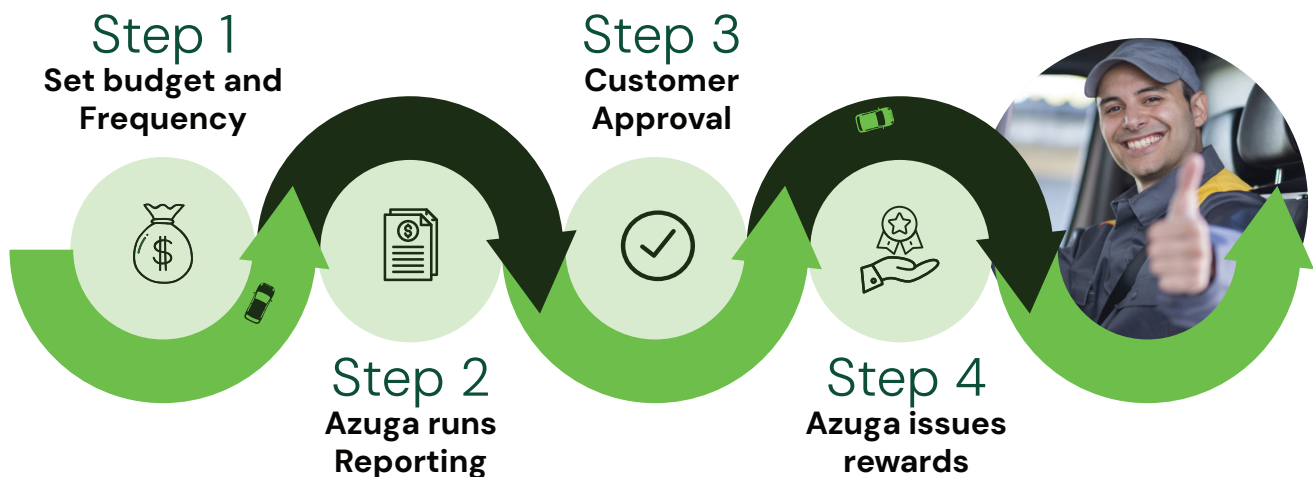 Step 1
Set budget and
Frequency
$
Step 2
Azuga runs
Reporting
$
Step 3
Customer
Approval
Step 4
Azuga issues
rewards